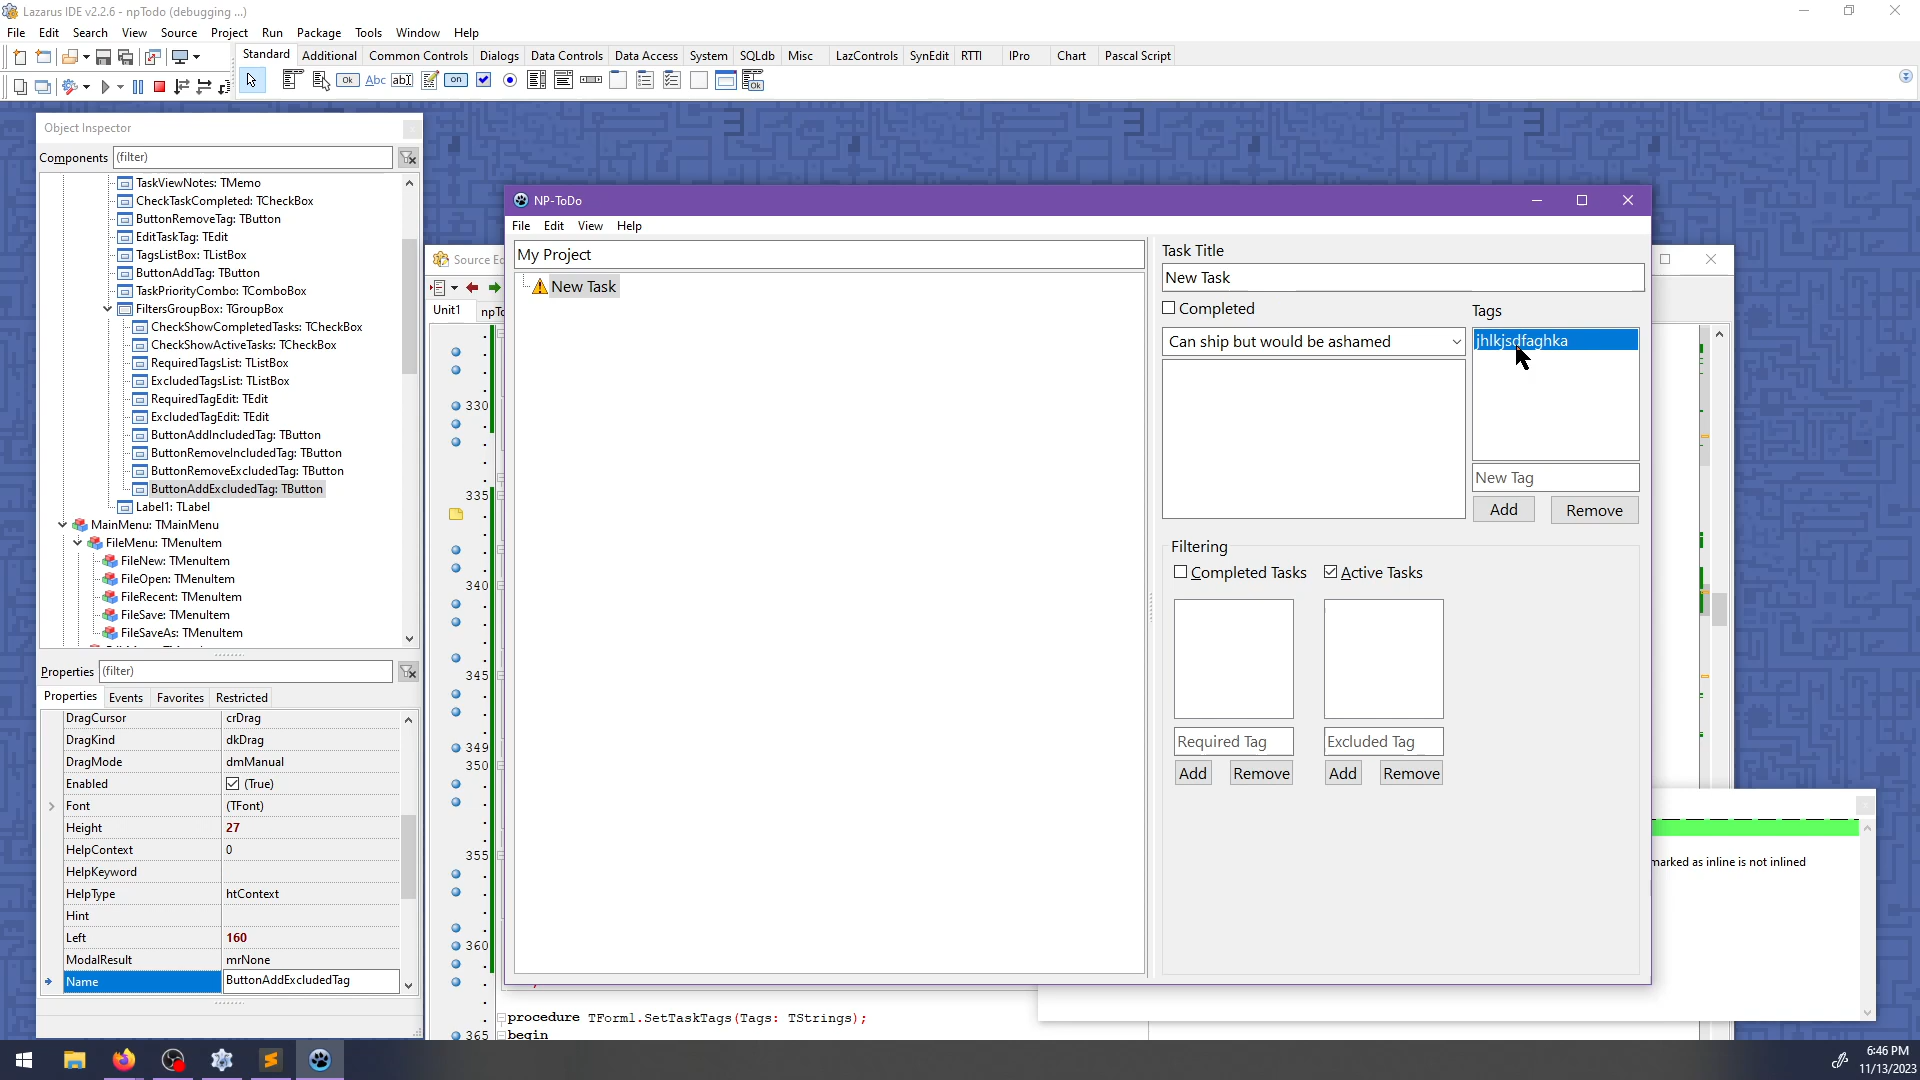 Lazarus IDE v2.2.6 - npTodo (debugging ...)
File Edit Search View Source Project Run Package Tools Window Help
Standard Additional Common Controls Dialogs Data Controls Data Access System SQLdb Misc LazControls SynEdit RTTI IPro Chart Pascal Script
Ok Abc ab on Ok
Object Inspector
Components (filter)
TaskViewNotes: TMemo
CheckTaskCompleted: TCheckBox
ButtonRemoveTag: TButton
EditTaskTag: TEdit
TagsListBox: TListBox
ButtonAddTag: TButton
TaskPriorityCombo: TComboBox
FiltersGroupBox: TGroupBox
CheckShowCompletedTasks: TCheckBox
CheckShowActiveTasks: TCheckBox
RequiredTagsList: TListBox
ExcludedTagsList: TListBox
RequiredTagEdit: TEdit
ExcludedTagEdit: TEdit
ButtonAddIncludedTag: TButton
ButtonRemoveIncludedTag: TButton
ButtonRemoveExcludedTag: TButton
ButtonAddExcludedTag: TButton
Label1: TLabel
MainMenu: TMainMenu
FileMenu: TMenuItem
FileNew: TMenuItem
FileOpen: TMenuItem
FileRecent: TMenuItem
FileSave: TMenuItem
FileSaveAs: TMenuItem
Properties (filter)
Properties Events Favorites Restricted
DragCursor crDrag
DragKind dkDrag
DragMode dmManual
Enabled (True)
Font (TFont)
Height 27
HelpContext 0
HelpKeyword
HelpType htContext
Hint
Left 160
ModalResult mrNone
Name ButtonAddExcludedTag
Source Ed
Unit1 npTo
330
335
340
345
349
350
355
360
procedure TForm1.SetTaskTags(Tags: TStrings);
365 begin
NP-ToDo
File Edit View Help
My Project
New Task
Task Title
New Task
Completed
Tags
Can ship but would be ashamed
jhlkjsdfaghka
New Tag
Add Remove
Filtering
Completed Tasks Active Tasks
Required Tag Excluded Tag
Add Remove Add Remove
marked as inline is not inlined
6:46 PM
11/13/2023